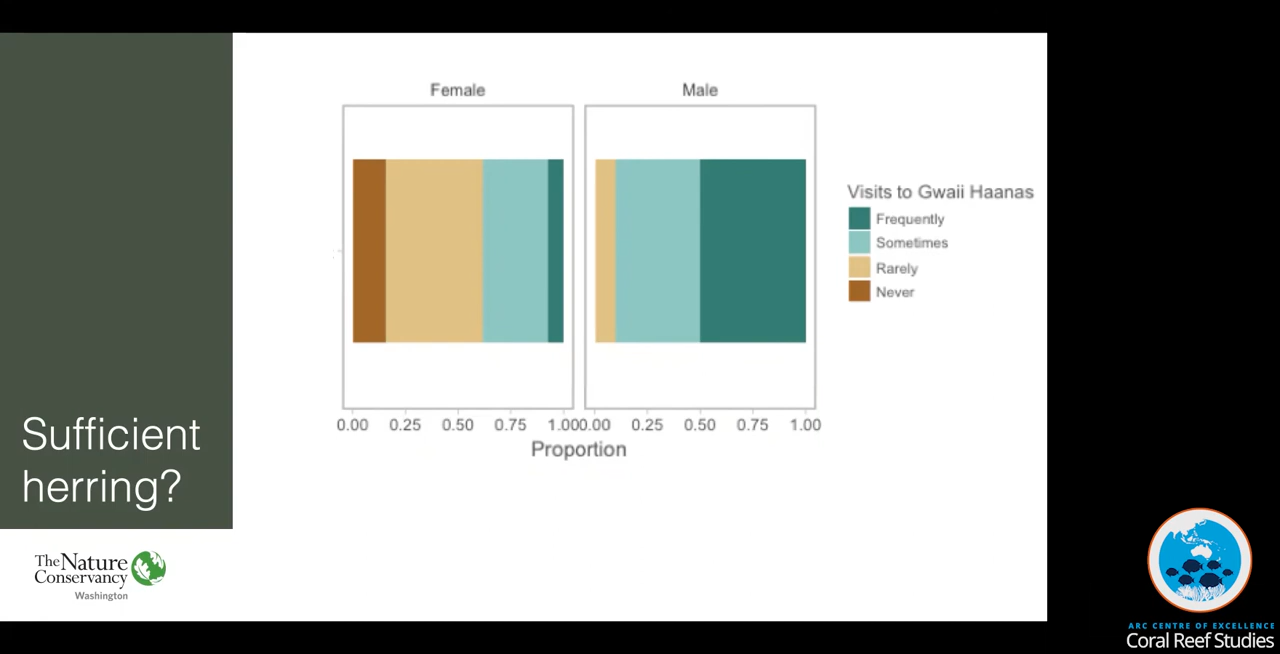 Female
Male
Visits to Gwaii Haanas
Frequently
Sometimes
Rarely
Never
0.00 0.25 0.50 0.75 1.00 0.00 0.25 0.50 0.75 1.00
Proportion
Sufficient
herring?
The Nature
Conservancy
Washington
ARC CENTRE OF EXCELLENCE
Coral Reef Studies